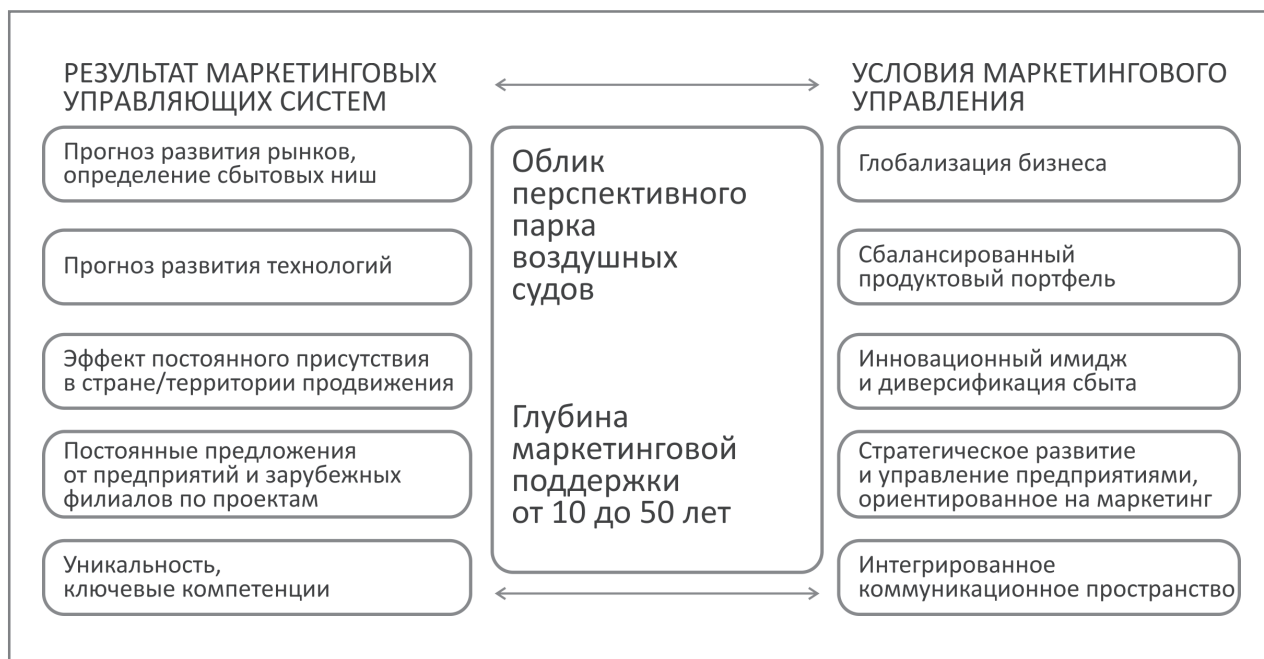 РЕЗУЛЬТАТ МАРКЕТИНГОВЫХ
УПРАВЛЯЮЩИХ СИСТЕМ
Прогноз развития рынков,
определение сбытовых ниш
Прогноз развития технологий
Эффект постоянного присутствия
в стране/территории продвижения
Постоянные предложения
от предприятий и зарубежных
филиалов по проектам
Уникальность,
ключевые компетенции
Облик
перспективного
парка
воздушных
судов
Глубина
маркетинговой
поддержки
от 10 до 50 лет
УСЛОВИЯ МАРКЕТИНГОВОГО
УПРАВЛЕНИЯ
Глобализация бизнеса
Сбалансированный
продуктовый портфель
Инновационный имидж
и диверсификация сбыта
Стратегическое развитие
и управление предприятиями,
ориентированное на маркетинг
Интегрированное
коммуникационное пространство